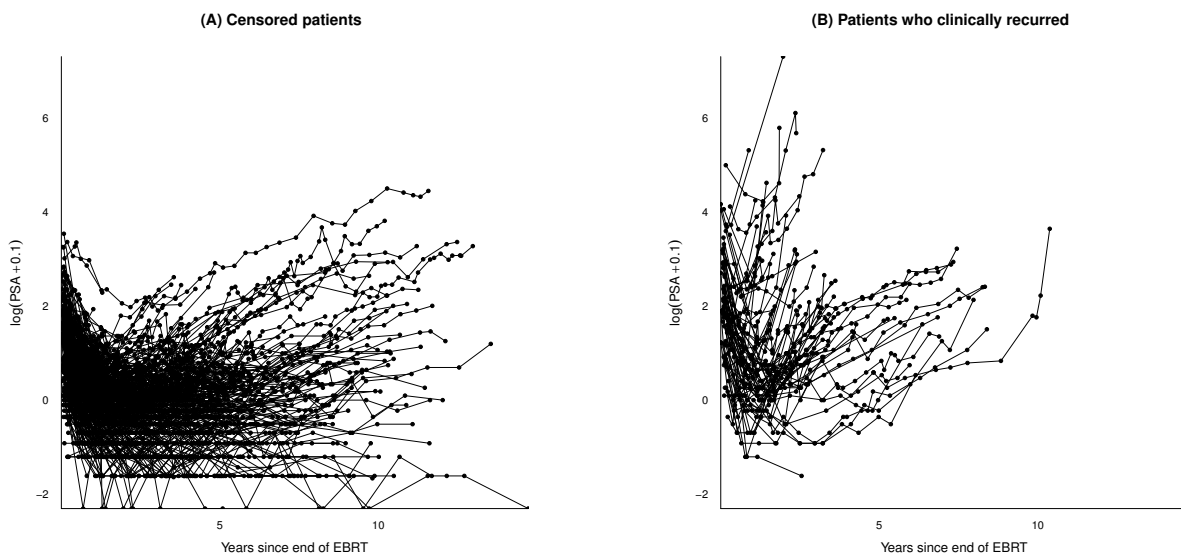 (A) Censored patients
log(PSA + 0.1)
6
4
2
0
−2
5 10
Years since end of EBRT
(B) Patients who clinically recurred
log(PSA + 0.1)
6
4
2
0
−2
5 10
Years since end of EBRT